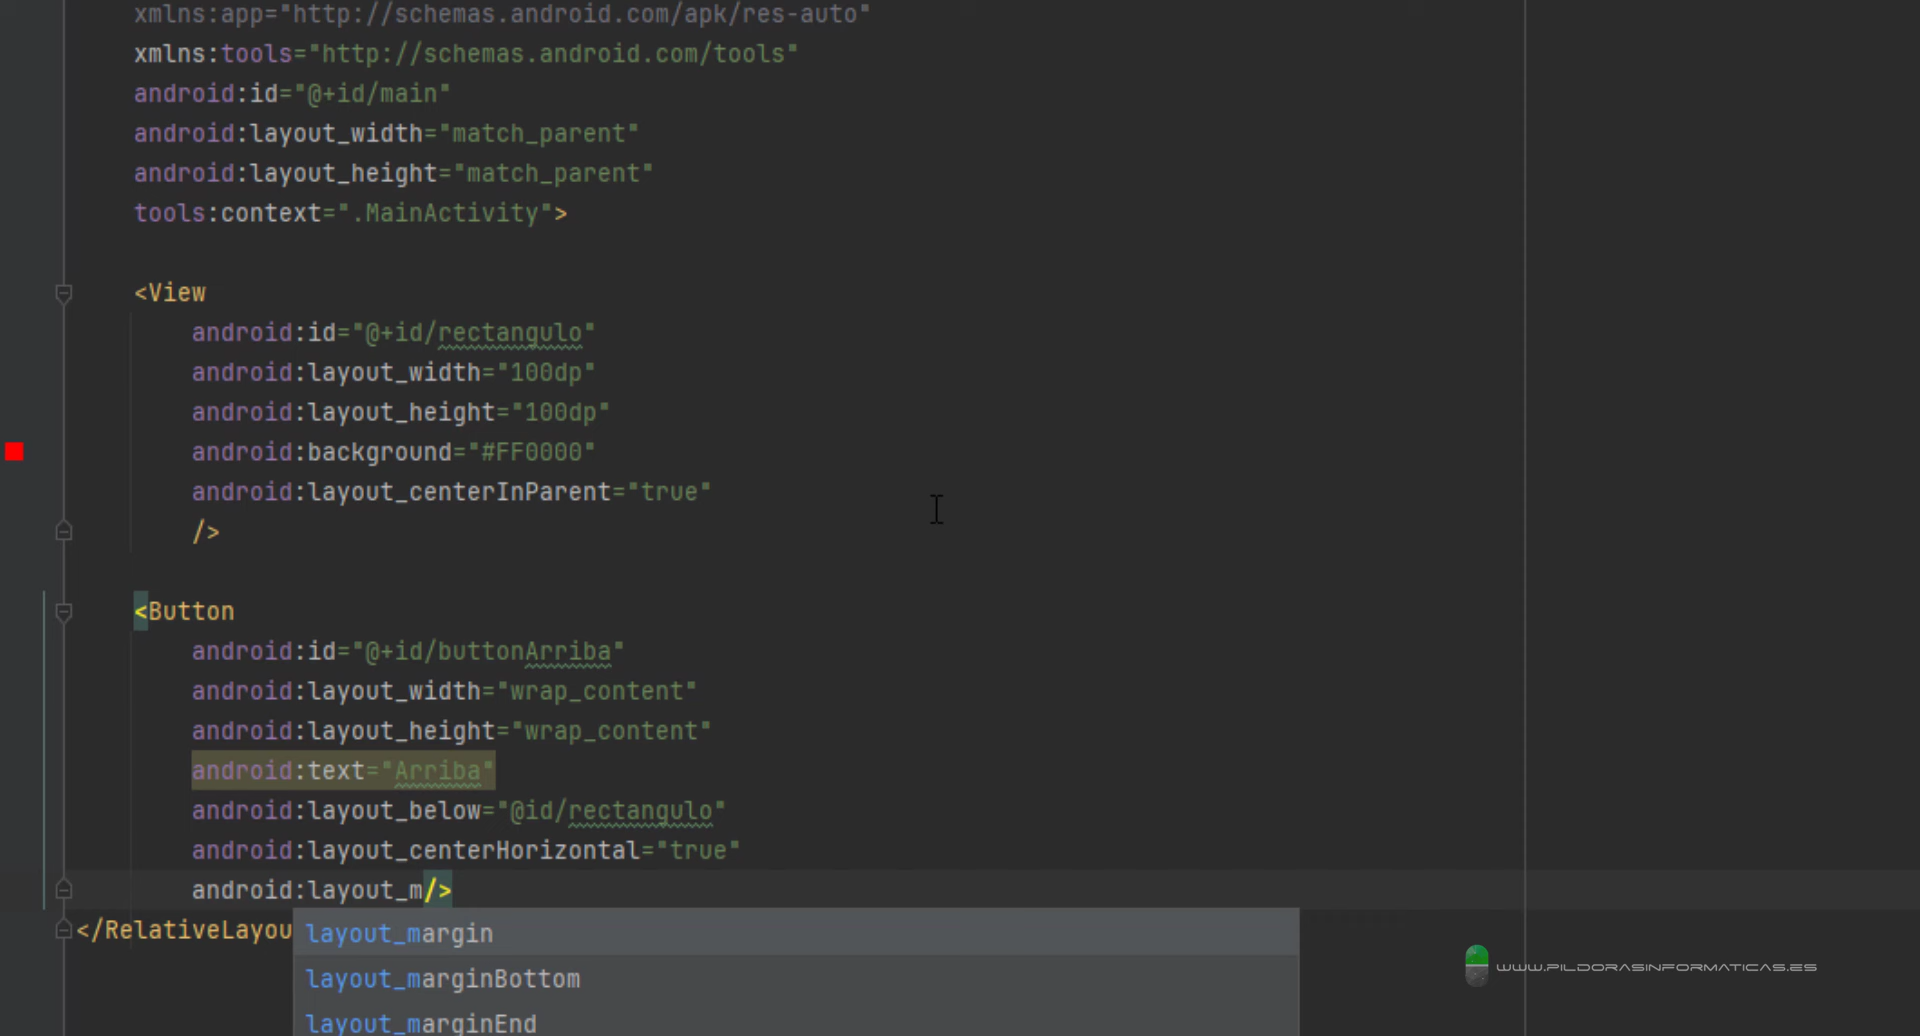 xmlns:app="http://schemas.android.com/apk/res-auto"
xmlns:tools="http://schemas.android.com/tools"
android:id="@+id/main"
android:layout_width="match_parent"
android:layout_height="match_parent"
tools:context=".MainActivity">
<View
android:id="@+id/rectangulo"
android:layout_width="100dp"
android:layout_height="100dp"
android:background="#FF0000"
android:layout_centerInParent="true"
/>
<Button
android:id="@+id/buttonArriba"
android:layout_width="wrap_content"
android:layout_height="wrap_content"
android:text="Arriba"
android:layout_below="@id/rectangulo"
android:layout_centerHorizontal="true"
android:layout_m/>
</RelativeLayou
layout_margin
layout_marginBottom
layout_marginEnd
WWW.PILDORASINFORMATICAS.ES